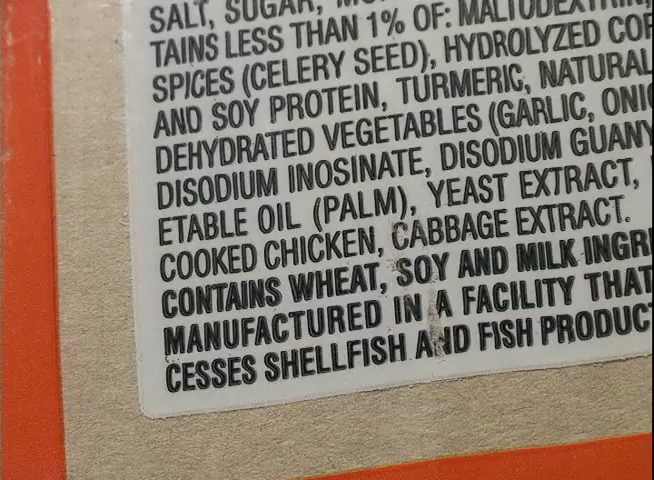 SALT, SUGAR,
TAINS LESS THAN 1% OF: MALTODEXTRIN,
SPICES (CELERY SEED), HYDROLYZED COR
AND SOY PROTEIN, TURMERIC, NATURAL
DEHYDRATED VEGETABLES (GARLIC, ONIO
DISODIUM INOSINATE, DISODIUM GUANY
ETABLE OIL (PALM), YEAST EXTRACT,
COOKED CHICKEN, CABBAGE EXTRACT.
CONTAINS WHEAT, SOY AND MILK INGRE
MANUFACTURED IN A FACILITY THAT
CESSES SHELLFISH AND FISH PRODUCT